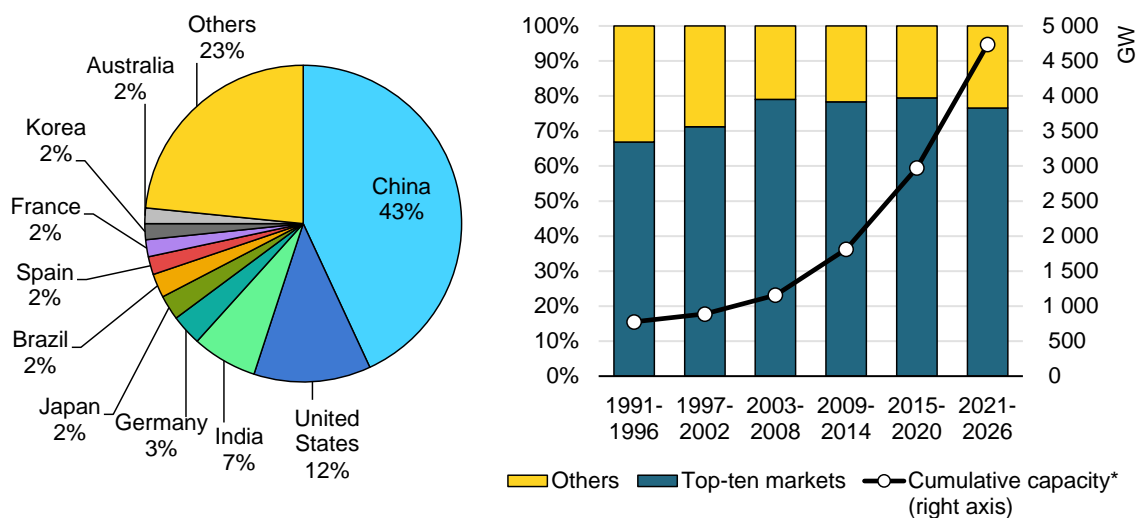 Others
23%
Australia
2%
Korea
2%
France
2%
Spain
2%
Brazil
2%
Japan
2%
Germany
3%
India
7%
United
States
12%
China
43%
100%
90%
80%
70%
60%
50%
40%
30%
20%
10%
0%
5 000
4 500
4 000
3 500
3 000
2 500
2 000
1 500
1 000
500
0
GW
1991-
1996
1997-
2002
2003-
2008
2009-
2014
2015-
2020
2021-
2026
Others
Top-ten markets
Cumulative capacity*
(right axis)